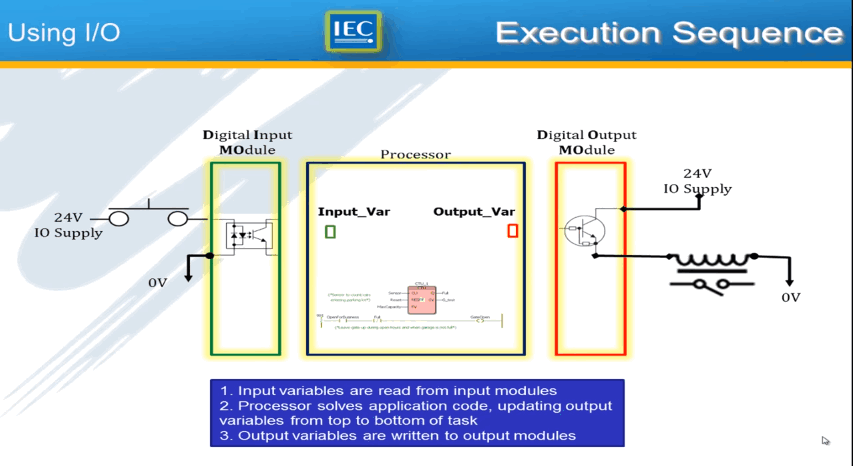 Using I/O
IEC
Execution Sequence
Digital Input
MOdule
Processor
Digital Output
MOdule
24V
IO Supply
24V
IO Supply
0V
Input_Var
Output_Var
0V
1. Input variables are read from input modules
2. Processor solves application code, updating output
variables from top to bottom of task
3. Output variables are written to output modules